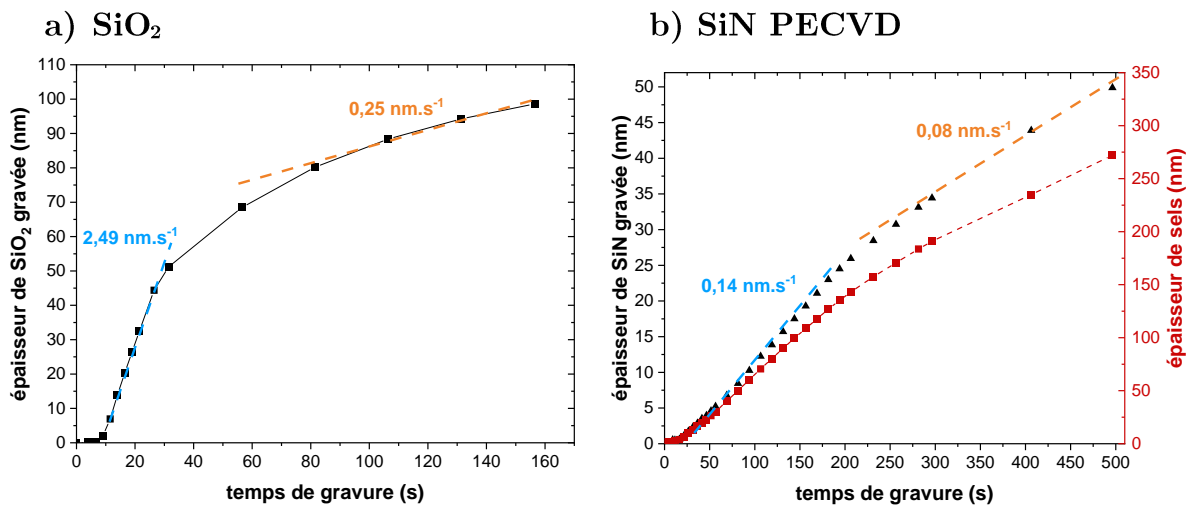 a) SiO₂
110
100
90
80
70
60
50
40
30
20
10
0
0 20 40 60 80 100 120 140 160
épaisseur de SiO₂ gravée (nm)
temps de gravure (s)
2,49 nm.s⁻¹
0,25 nm.s⁻¹
b) SiN PECVD
50
45
40
35
30
25
20
15
10
5
0
0 50 100 150 200 250 300 350 400 450 500
350
300
250
200
150
100
50
0
épaisseur de SiN gravée (nm)
temps de gravure (s)
épaisseur de sels (nm)
0,14 nm.s⁻¹
0,08 nm.s⁻¹